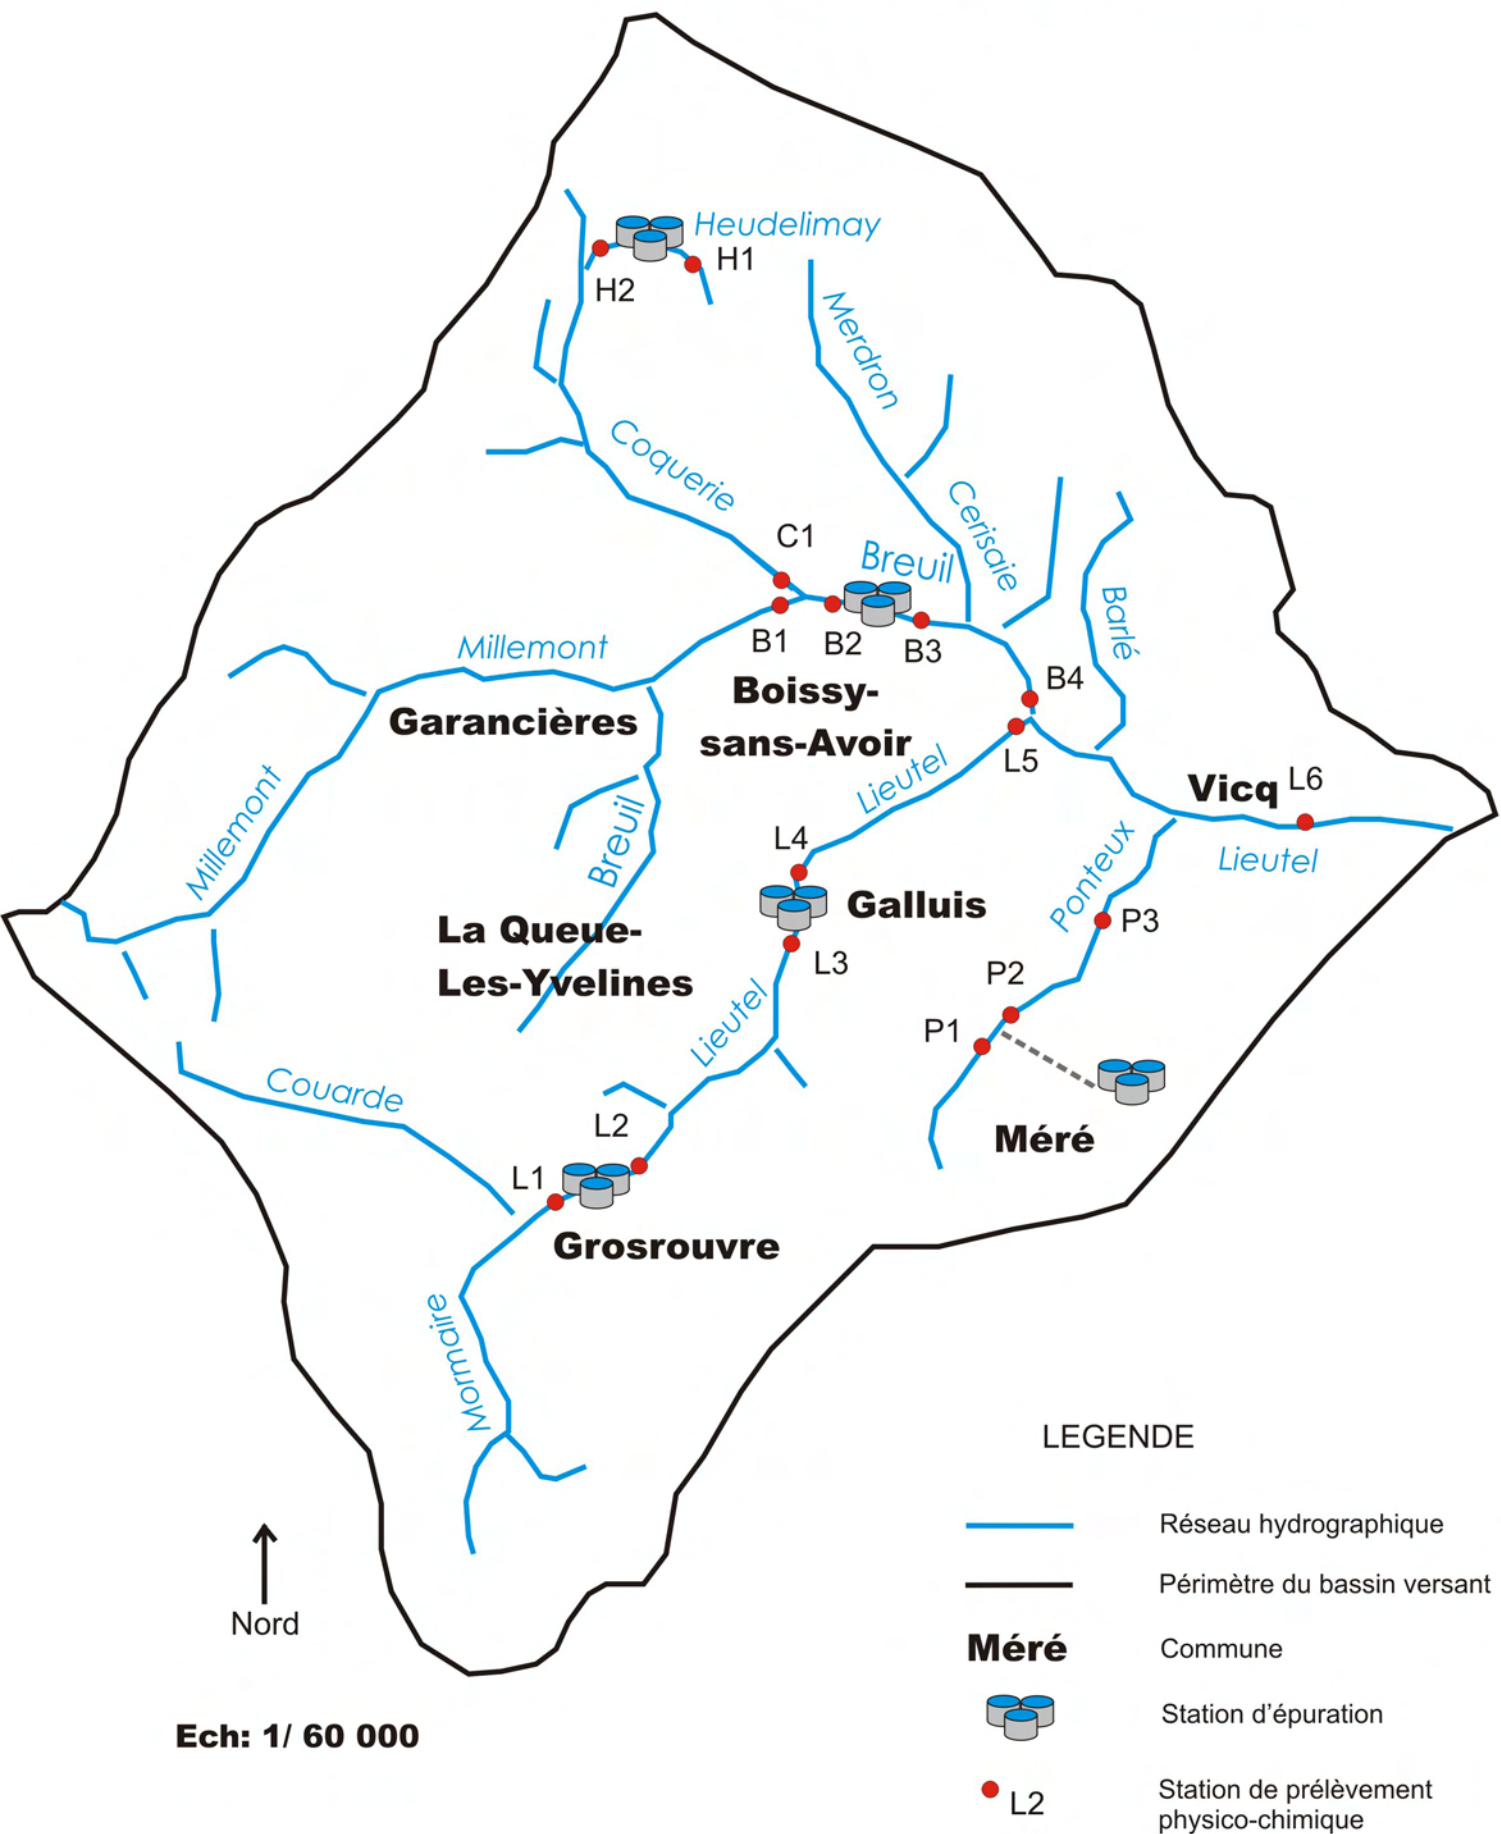 Heudelimay
H1
H2
Merdron
Coquerie
Cerisaie
C1
Breuil
Barlé
B1
B2
B3
Millemont
B4
Boissy-
sans-Avoir
Garancières
L5
Lieutel
Vicq
L6
Millemont
Breuil
L4
Ponteux
Lieutel
Galluis
P3
La Queue-
Les-Yvelines
L3
P2
Lieutel
P1
Couarde
L2
Méré
L1
Grosrouvre
Mormaire
LEGENDE
Réseau hydrographique
Périmètre du bassin versant
Nord
Méré
Commune
Station d’épuration
Ech: 1/ 60 000
L2
Station de prélèvement
physico-chimique